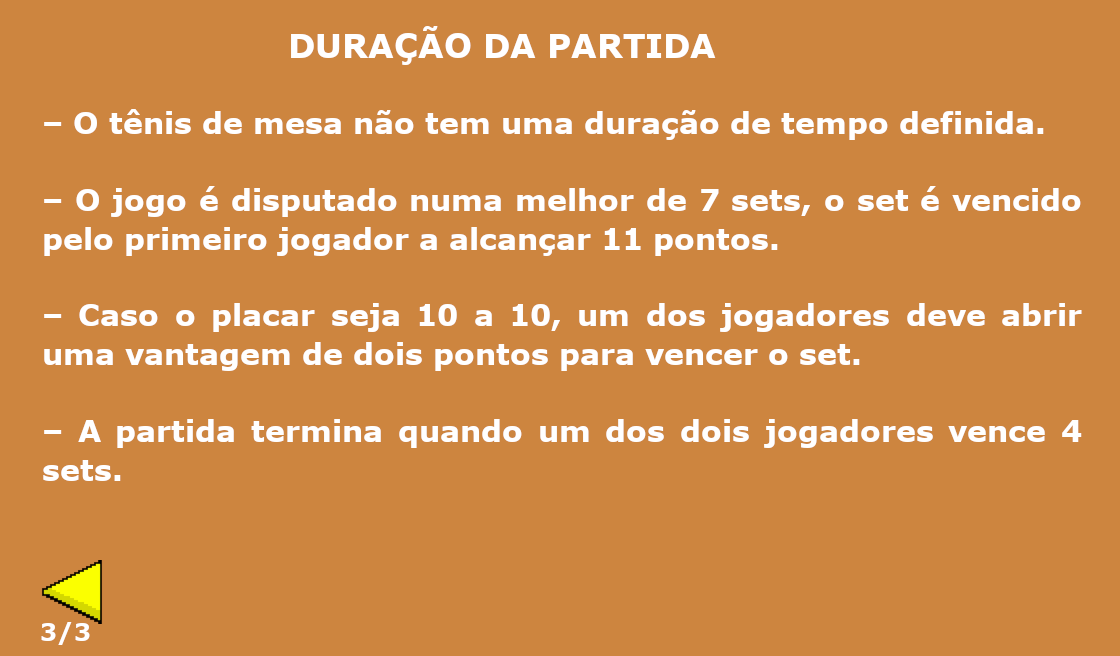 DURAÇÃO DA PARTIDA
– O tênis de mesa não tem uma duração de tempo definida.
– O jogo é disputado numa melhor de 7 sets, o set é vencido
pelo primeiro jogador a alcançar 11 pontos.
– Caso o placar seja 10 a 10, um dos jogadores deve abrir
uma vantagem de dois pontos para vencer o set.
– A partida termina quando um dos dois jogadores vence 4
sets.
3/3